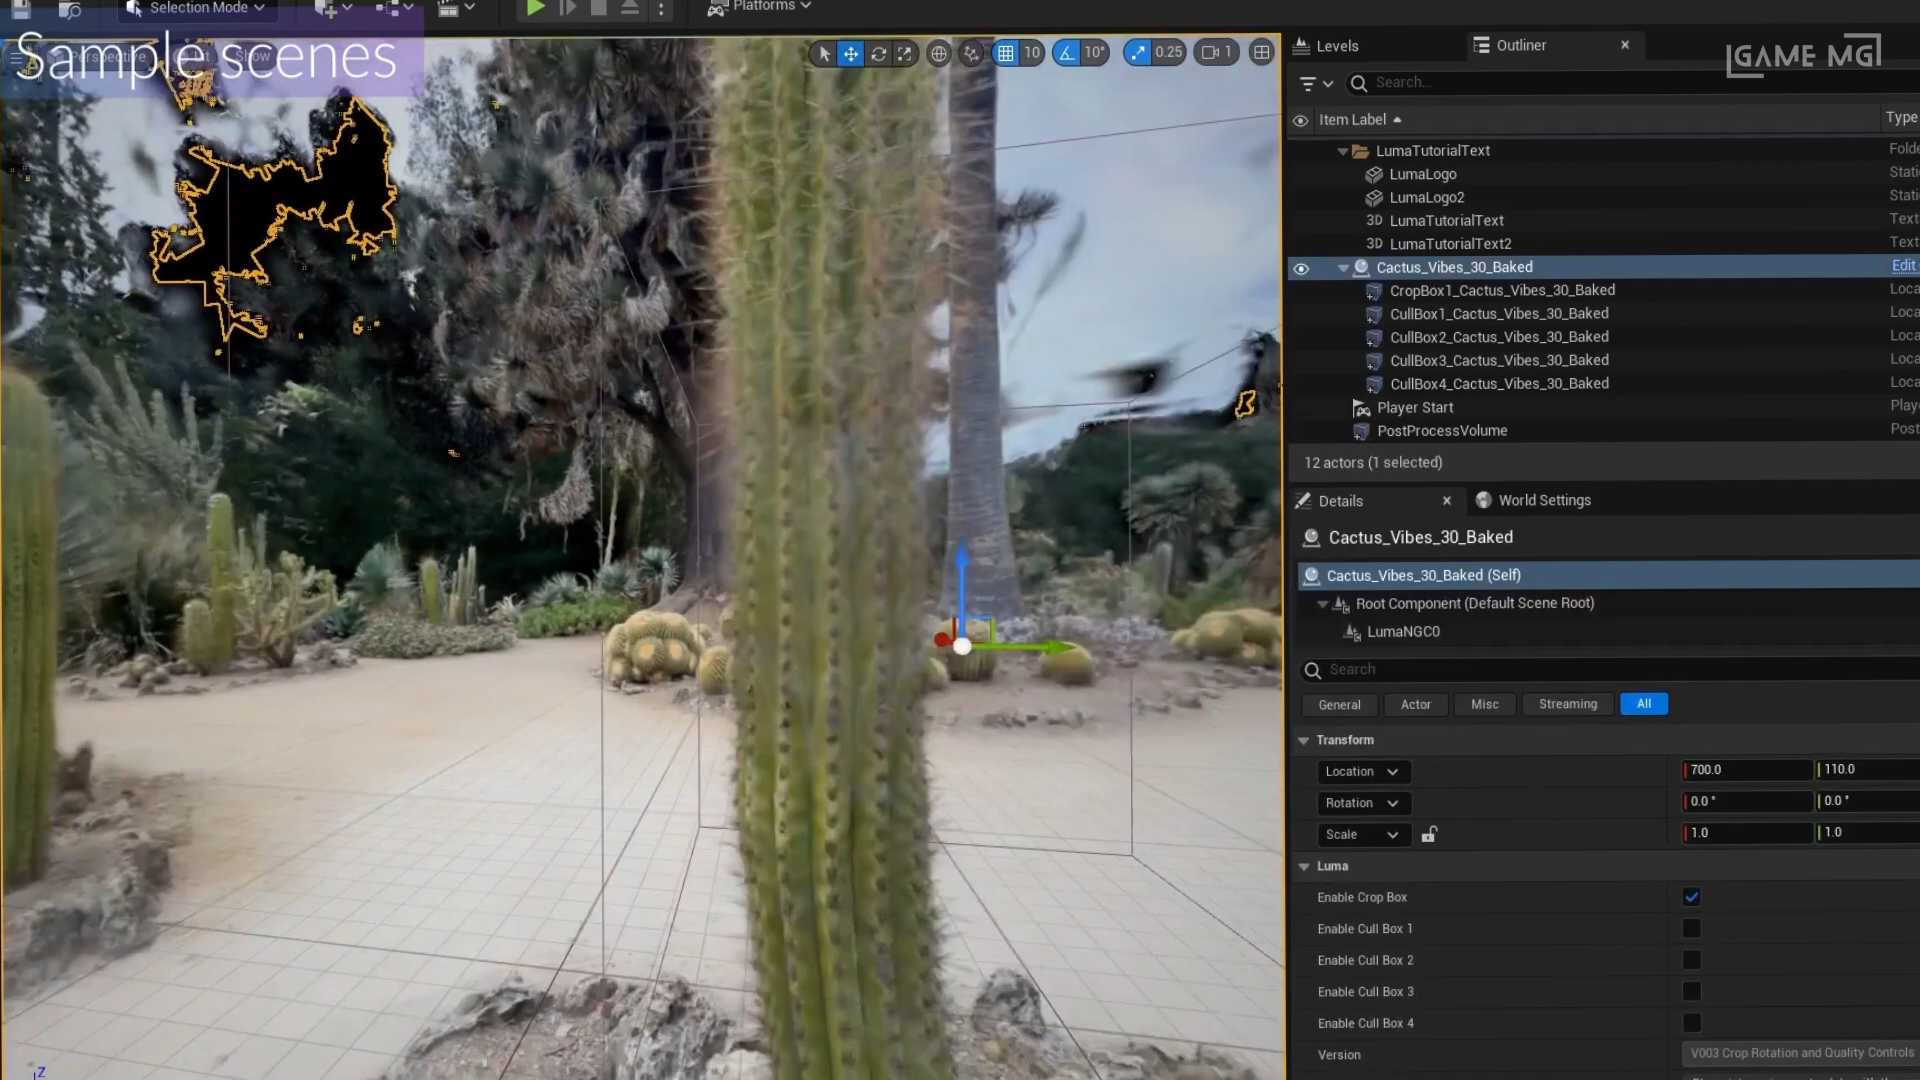 Selection Mode
Platforms
Sample scenes
Perspective
Show
10
10°
0.25
1
Levels
Outliner
GAME MG
Search...
Item Label
Type
LumaTutorialText
Folde
LumaLogo
Stati
LumaLogo2
Stati
3D LumaTutorialText
Text
3D LumaTutorialText2
Text
Cactus_Vibes_30_Baked
Edit
CropBox1_Cactus_Vibes_30_Baked
Loca
CullBox1_Cactus_Vibes_30_Baked
Loca
CullBox2_Cactus_Vibes_30_Baked
Loca
CullBox3_Cactus_Vibes_30_Baked
Loca
CullBox4_Cactus_Vibes_30_Baked
Loca
Player Start
Playe
PostProcessVolume
Post
12 actors (1 selected)
Details
World Settings
Cactus_Vibes_30_Baked
Cactus_Vibes_30_Baked (Self)
Root Component (Default Scene Root)
LumaNGC0
Search
General
Actor
Misc
Streaming
All
Transform
Location
700.0
110.0
Rotation
0.0 °
0.0 °
Scale
1.0
1.0
Luma
Enable Crop Box
Enable Cull Box 1
Enable Cull Box 2
Enable Cull Box 3
Enable Cull Box 4
Version
V003 Crop Rotation and Quality Controls
Z